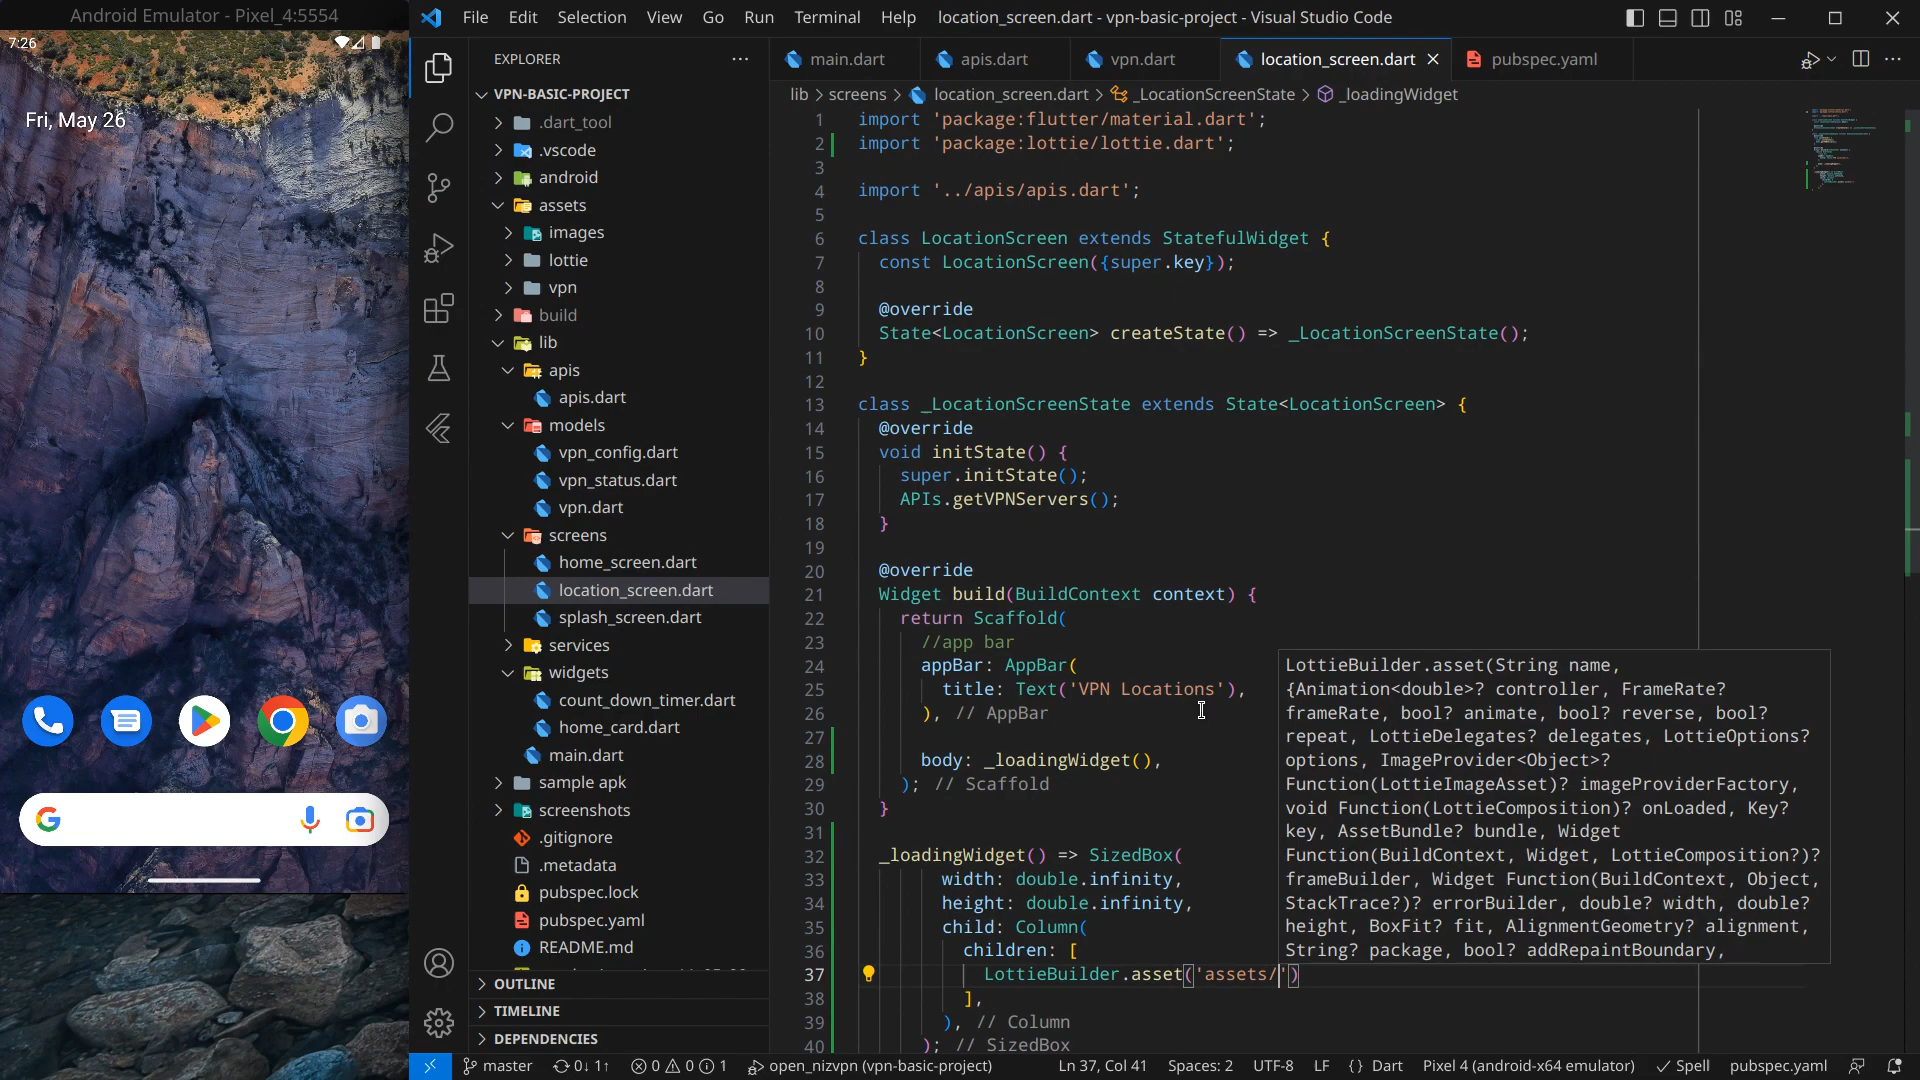 Android Emulator - Pixel_4:5554
7:26
Fri, May 26
File Edit Selection View Go Run Terminal Help
location_screen.dart - vpn-basic-project - Visual Studio Code
EXPLORER
VPN-BASIC-PROJECT
.dart_tool
.vscode
android
assets
images
lottie
vpn
build
lib
apis
apis.dart
models
vpn_config.dart
vpn_status.dart
vpn.dart
screens
home_screen.dart
location_screen.dart
splash_screen.dart
services
widgets
count_down_timer.dart
home_card.dart
main.dart
sample apk
screenshots
.gitignore
.metadata
pubspec.lock
pubspec.yaml
README.md
OUTLINE
TIMELINE
DEPENDENCIES
main.dart apis.dart vpn.dart location_screen.dart pubspec.yaml
lib > screens > location_screen.dart > _LocationScreenState > _loadingWidget
1 import 'package:flutter/material.dart';
2 import 'package:lottie/lottie.dart';
3
4 import '../apis/apis.dart';
5
6 class LocationScreen extends StatefulWidget {
7 const LocationScreen({super.key});
8
9 @override
10 State<LocationScreen> createState() => _LocationScreenState();
11 }
12
13 class _LocationScreenState extends State<LocationScreen> {
14 @override
15 void initState() {
16 super.initState();
17 APIs.getVPNServers();
18 }
19
20 @override
21 Widget build(BuildContext context) {
22 return Scaffold(
23 //app bar
24 appBar: AppBar(
25 title: Text('VPN Locations'),
26 ), // AppBar
27
28 body: _loadingWidget(),
29 ); // Scaffold
30 }
31
32 _loadingWidget() => SizedBox(
33 width: double.infinity,
34 height: double.infinity,
35 child: Column(
36 children: [
37 LottieBuilder.asset('assets/')
38 ],
39 ), // Column
40 ); // SizedBox
LottieBuilder.asset(String name,
{Animation<double>? controller, FrameRate?
frameRate, bool? animate, bool? reverse, bool?
repeat, LottieDelegates? delegates, LottieOptions?
options, ImageProvider<Object>?
Function(LottieImageAsset)? imageProviderFactory,
void Function(LottieComposition)? onLoaded, Key?
key, AssetBundle? bundle, Widget
Function(BuildContext, Widget, LottieComposition?)?
frameBuilder, Widget Function(BuildContext, Object,
StackTrace?)? errorBuilder, double? width, double?
height, BoxFit? fit, AlignmentGeometry? alignment,
String? package, bool? addRepaintBoundary,
master 0↓ 1↑ 0 0 1 open_nizvpn (vpn-basic-project) Ln 37, Col 41 Spaces: 2 UTF-8 LF {} Dart Pixel 4 (android-x64 emulator) Spell pubspec.yaml